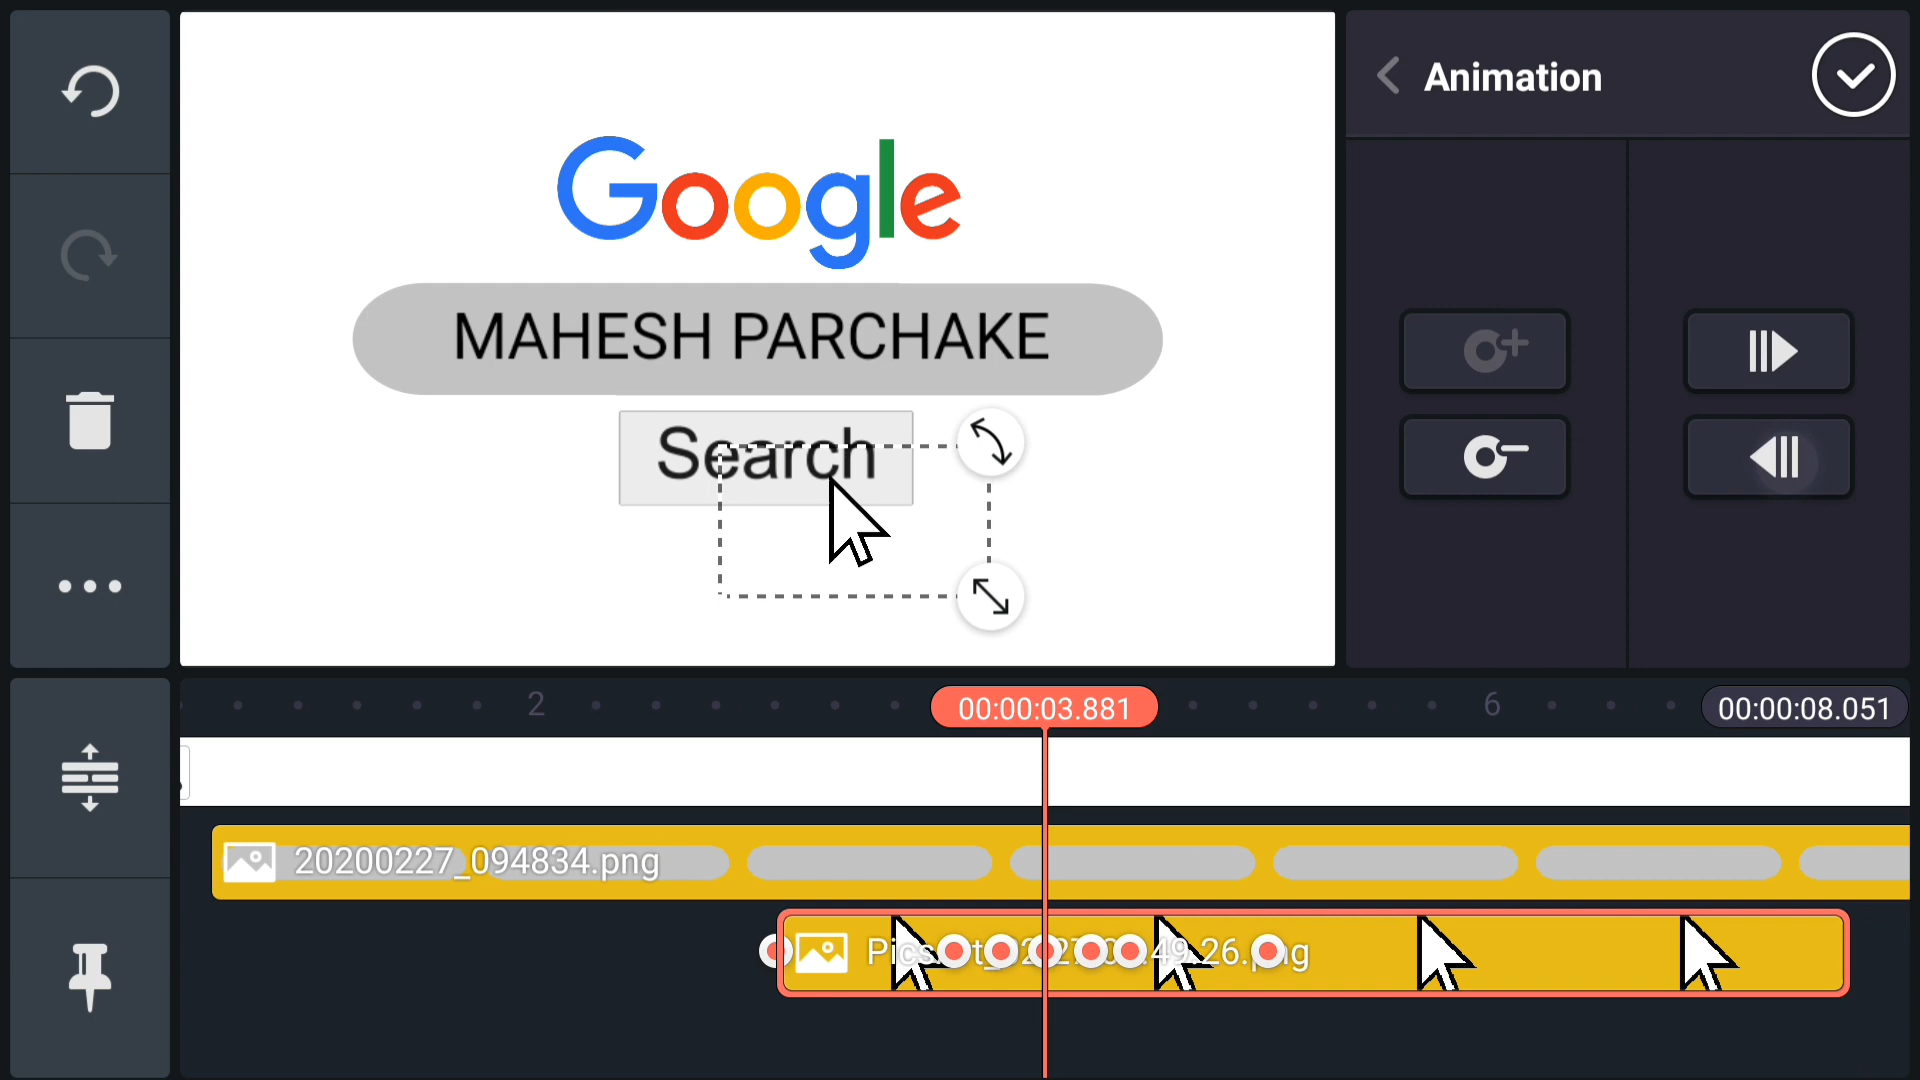 Animation
Google
MAHESH PARCHAKE
Search
2
00:00:03.881
6
00:00:08.051
20200227_094834.png